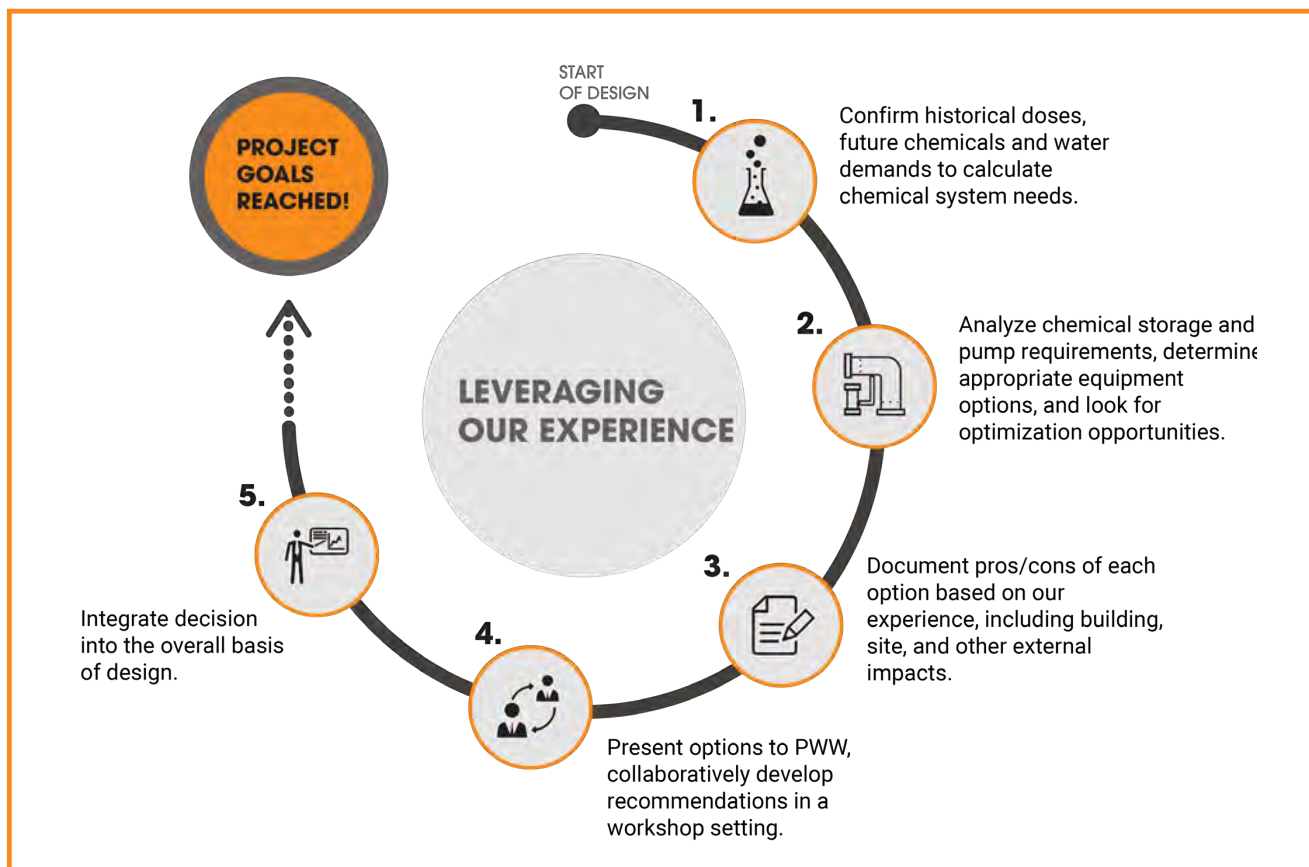 START
OF DESIGN
1.
Confirm historical doses,
future chemicals and water
demands to calculate
chemical system needs.
2.
Analyze chemical storage and
pump requirements, determine
appropriate equipment
options, and look for
optimization opportunities.
3.
Document pros/cons of each
option based on our
experience, including building,
site, and other external
impacts.
4.
Present options to PWW,
collaboratively develop
recommendations in a
workshop setting.
5.
Integrate decision
into the overall basis
of design.
PROJECT
GOALS
REACHED!
LEVERAGING
OUR EXPERIENCE